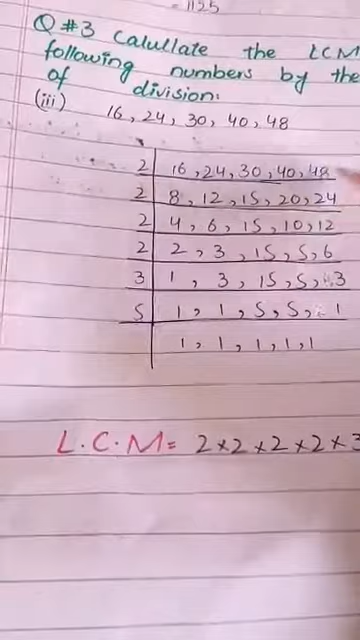 = 1125
Q #3 Calullate the LCM
following numbers by the
of division.
(iii) 16, 24, 30, 40, 48
2 16, 24, 30, 40, 48
2 8, 12, 15, 20, 24
2 4, 6, 15, 10, 12
2 2, 3, 15, 5, 6
3 1, 3, 15, 5, 3
5 1, 1, 5, 5, 1
1, 1, 1, 1, 1
L.C.M = 2×2×2×2×3